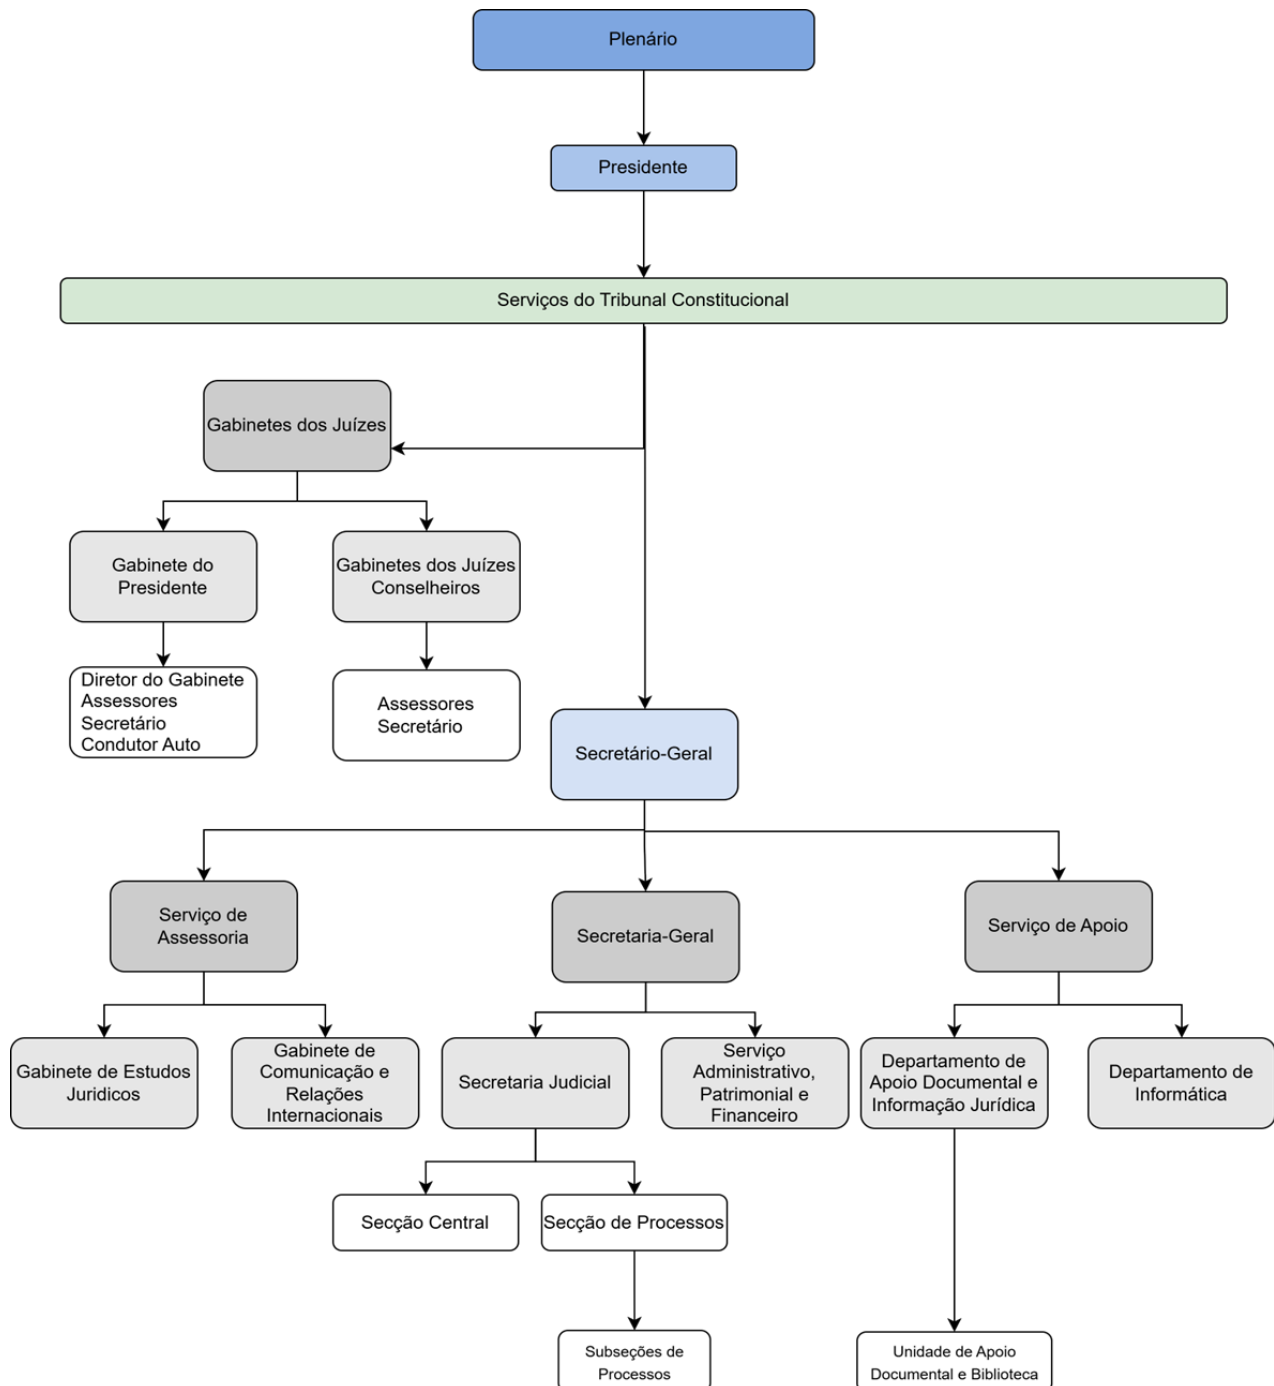 Plenário
Presidente
Serviços do Tribunal Constitucional
Gabinetes dos Juízes
Gabinete do
Presidente
Gabinetes dos Juízes
Conselheiros
Diretor do Gabinete
Assessores
Secretário
Condutor Auto
Assessores
Secretário
Secretário-Geral
Serviço de
Assessoria
Secretaria-Geral
Serviço de Apoio
Gabinete de Estudos
Juridicos
Gabinete de
Comunicação e
Relações
Internacionais
Secretaria Judicial
Serviço
Administrativo,
Patrimonial e
Financeiro
Departamento de
Apoio Documental e
Informação Jurídica
Departamento de
Informática
Secção Central
Secção de Processos
Subseções de
Processos
Unidade de Apoio
Documental e Biblioteca